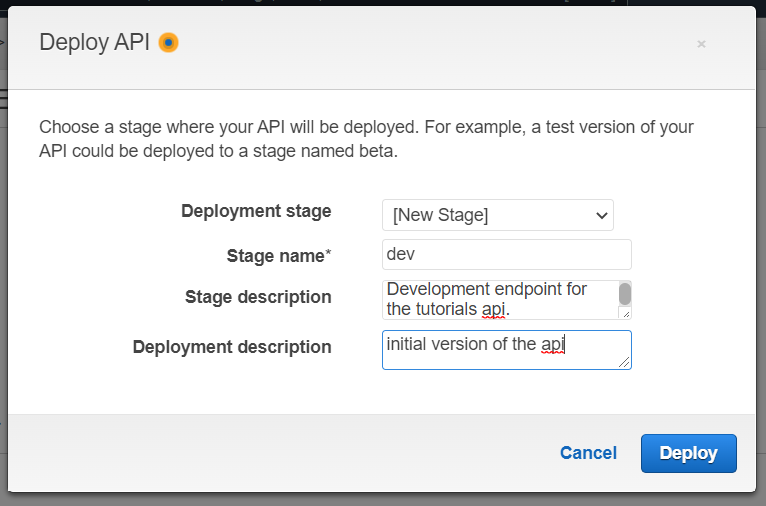 Deploy API
×
Choose a stage where your API will be deployed. For example, a test version of your
API could be deployed to a stage named beta.
Deployment stage [New Stage]
Stage name* dev
Stage description Development endpoint for
the tutorials api.
Deployment description initial version of the api
Cancel Deploy